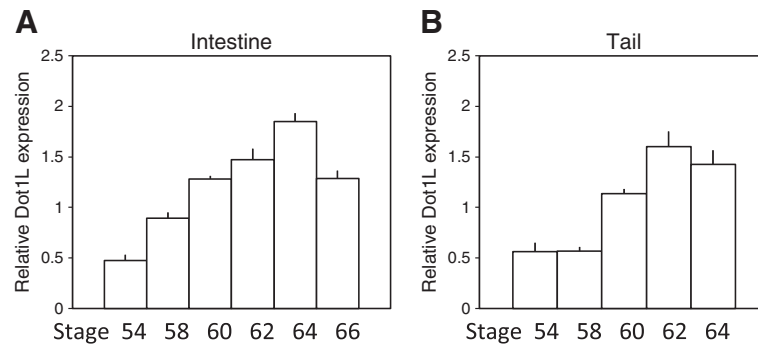 A
Intestine
Relative Dot1L expression
2.5
2
1.5
1
0.5
0
Stage 54 58 60 62 64 66
B
Tail
Relative Dot1L expression
2.5
2
1.5
1
0.5
0
Stage 54 58 60 62 64